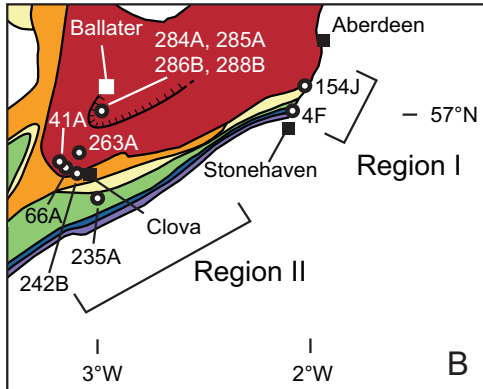 Aberdeen
Ballater
284A, 285A
286B, 288B
154J
41A
4F
57°N
263A
Stonehaven
Region I
66A
Clova
235A
242B
Region II
3°W
2°W
B